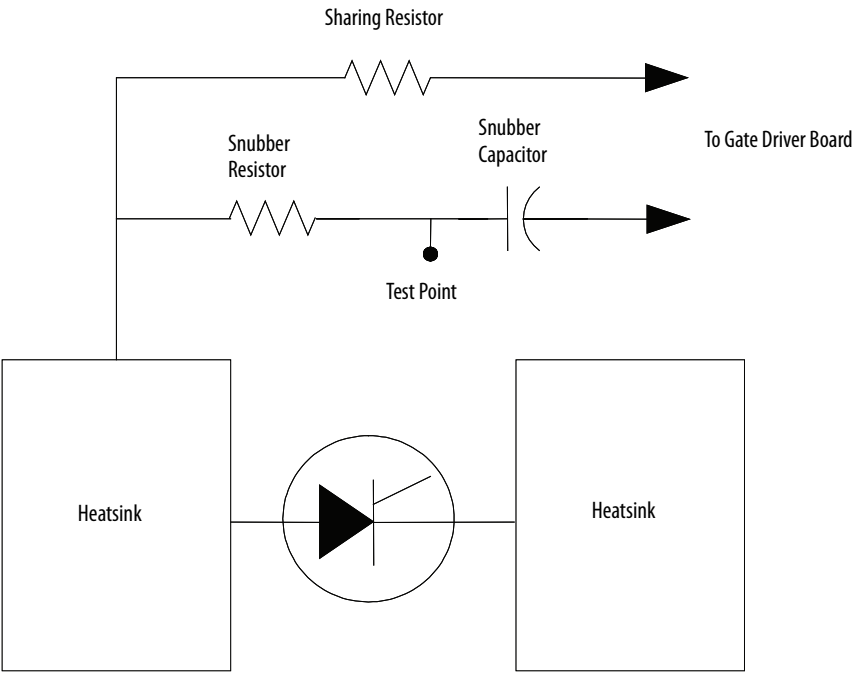 Sharing Resistor
Snubber
Resistor
Snubber
Capacitor
To Gate Driver Board
Test Point
Heatsink
Heatsink